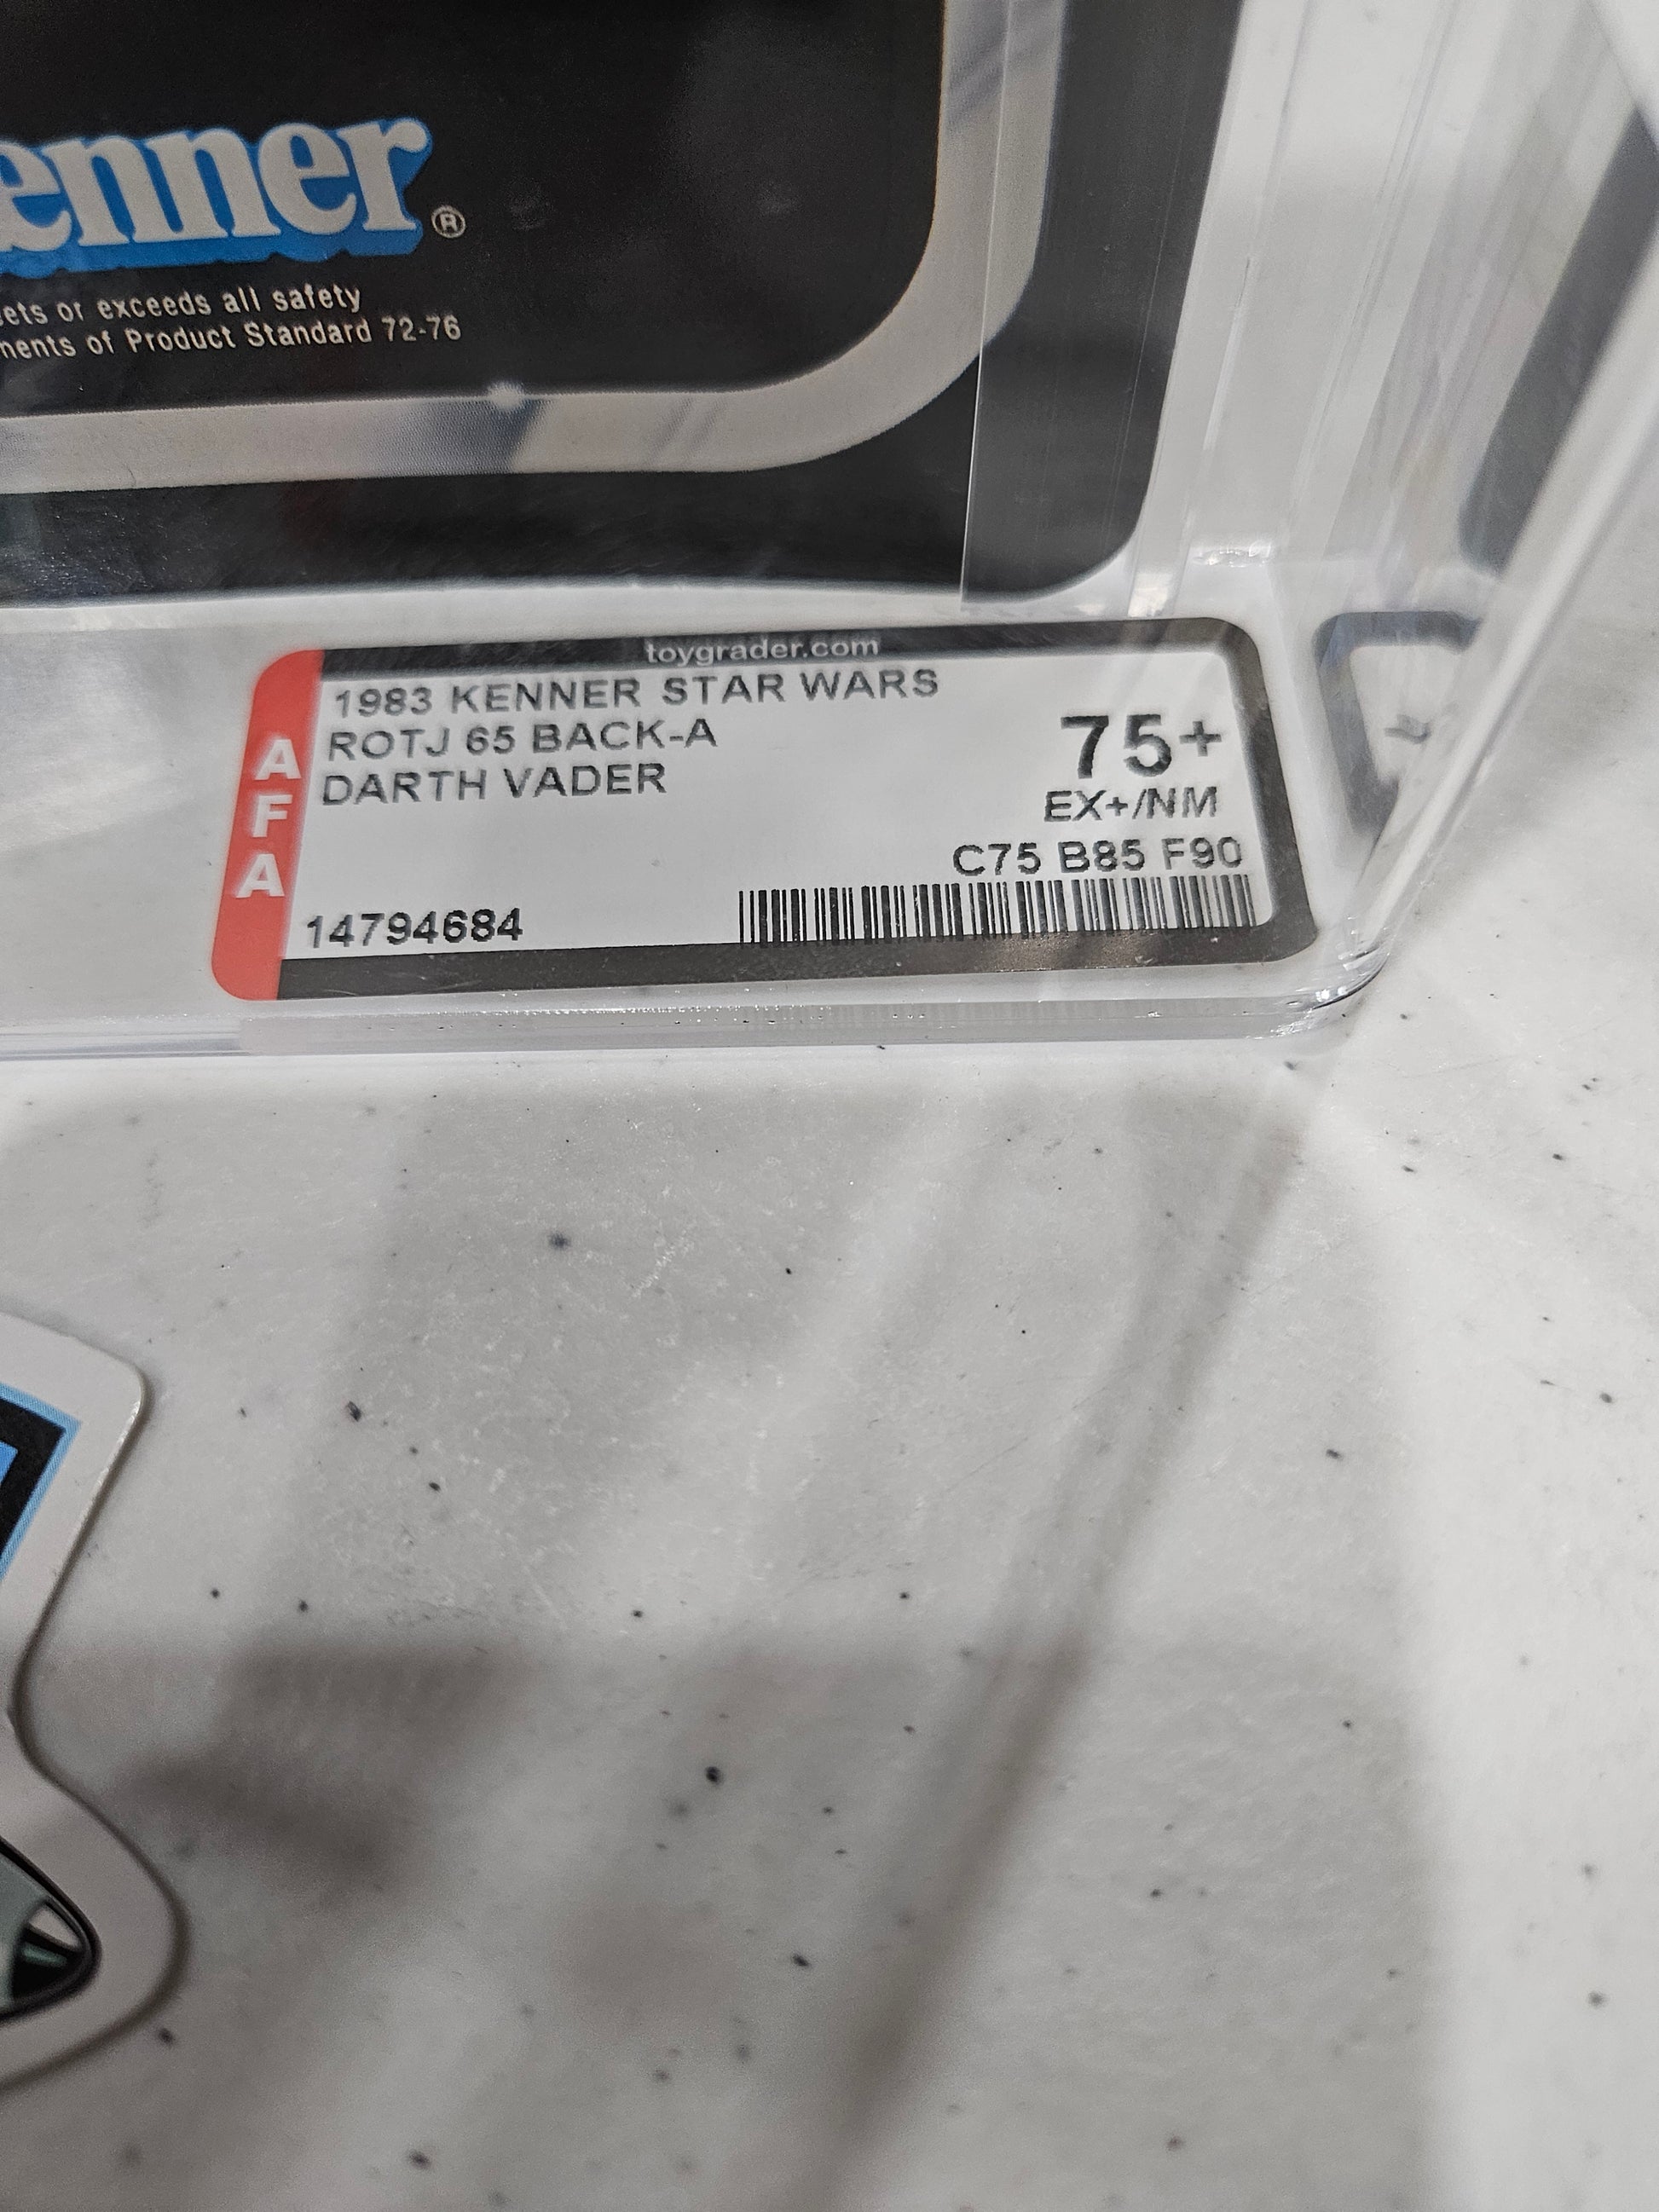 enner®
ets or exceeds all safety
ments of Product Standard 72-76
toygrader.com
AFA
1983 KENNER STAR WARS
ROTJ 65 BACK-A
DARTH VADER
75+
EX+/NM
C75 B85 F90
14794684